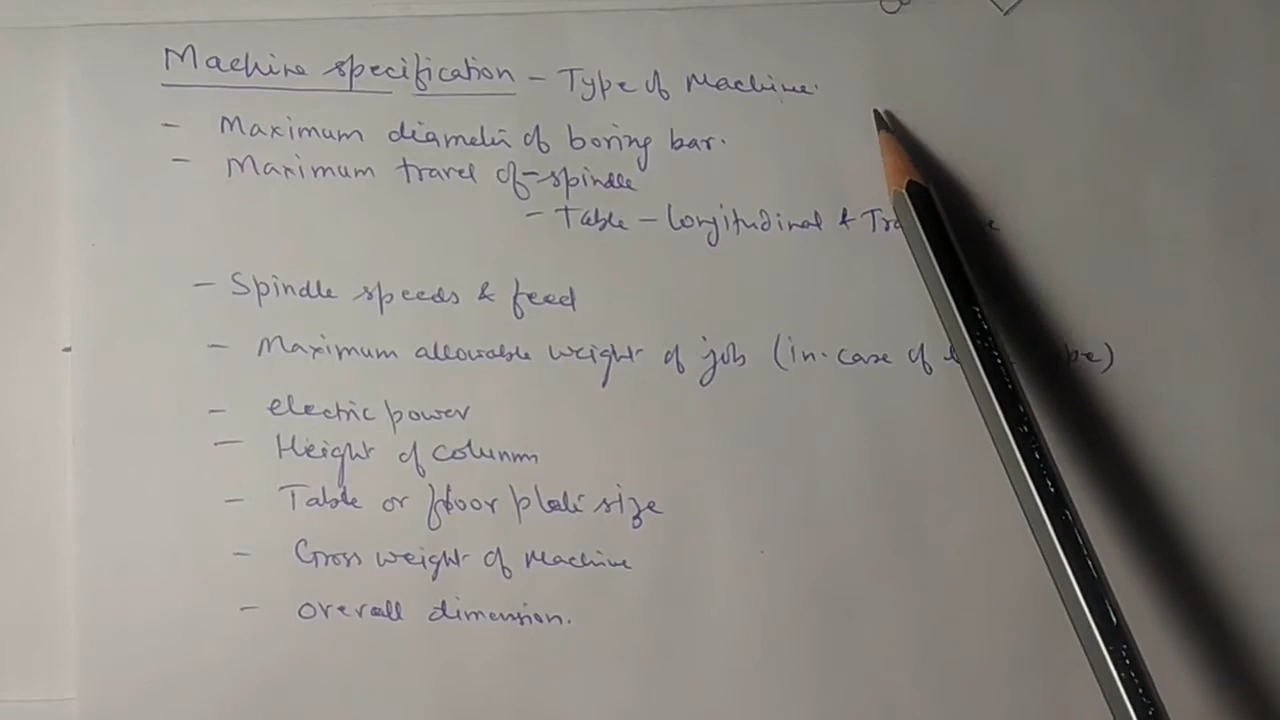 Machine specification - Type of Machine.
- Maximum diameter of boring bar.
- Maximum travel of - spindle
- Table - longitudinal &
- Spindle speeds & feed
- Maximum allowable weight of job (in case of
- electric power
- Height of column
- Table or floor plate size
- Gross weight of Machine
- overall dimension.